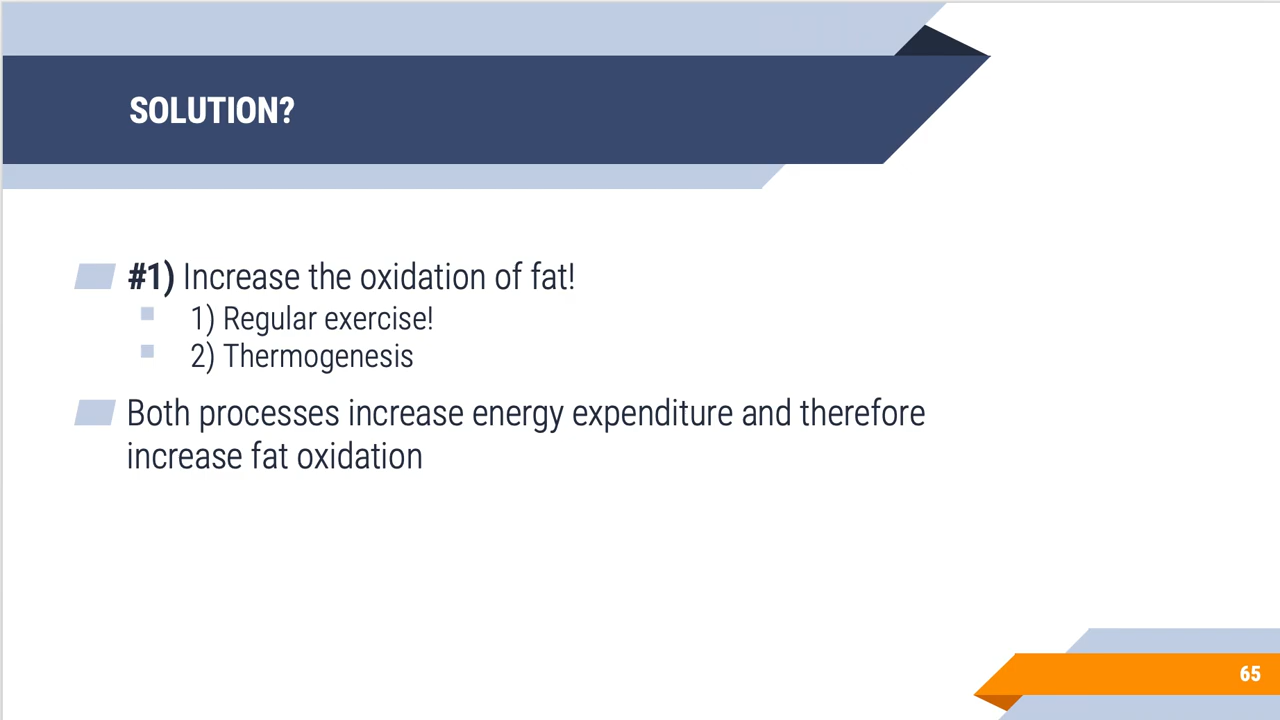 SOLUTION?
#1) Increase the oxidation of fat!
1) Regular exercise!
2) Thermogenesis
Both processes increase energy expenditure and therefore
increase fat oxidation
65